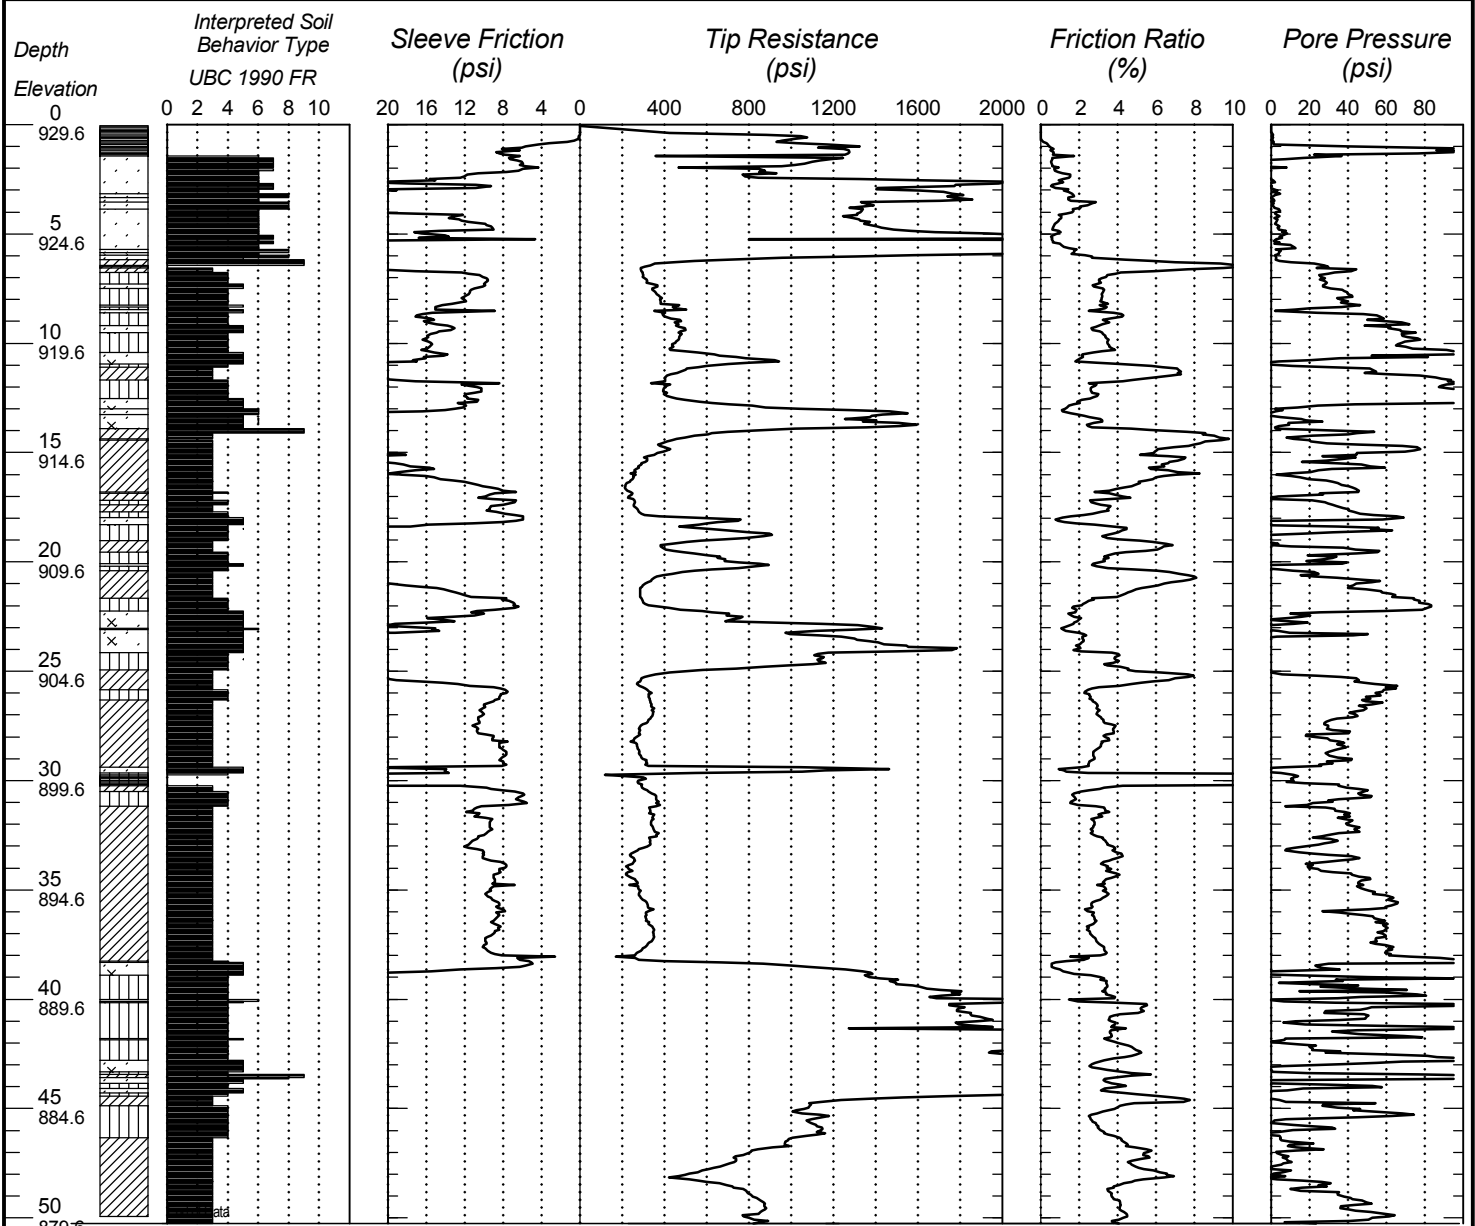 Interpreted Soil
Behavior Type
UBC 1990 FR
Depth
Elevation
Sleeve Friction
(psi)
Tip Resistance
(psi)
Friction Ratio
(%)
Pore Pressure
(psi)
0 2 4 6 8 10
20 16 12 8 4 0
400 800 1200 1600 2000
0 2 4 6 8 10
0 20 40 60 80
0
929.6
5
924.6
10
919.6
15
914.6
20
909.6
25
904.6
30
899.6
35
894.6
40
889.6
45
884.6
50
879.6